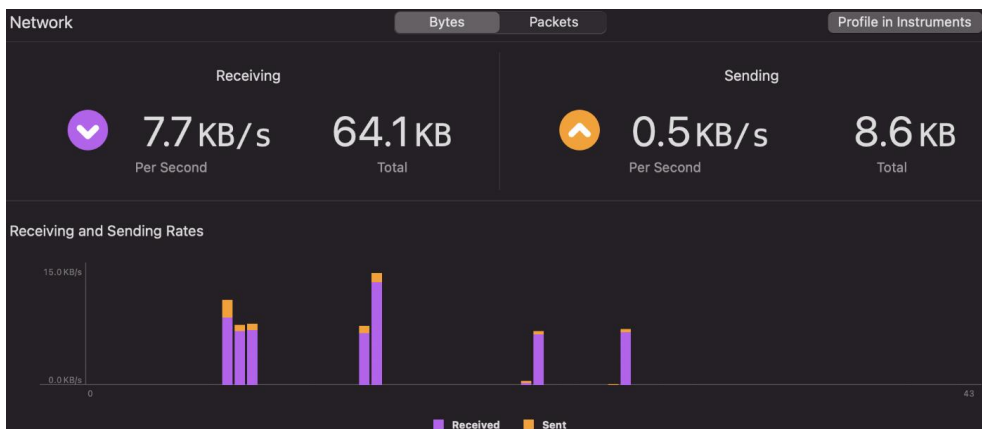 Network
Bytes
Packets
Profile in Instruments
Receiving
7.7 KB/s
Per Second
64.1 KB
Total
Sending
0.5 KB/s
Per Second
8.6 KB
Total
Receiving and Sending Rates
15.0 KB/s
0.0 KB/s
0
43
Received
Sent